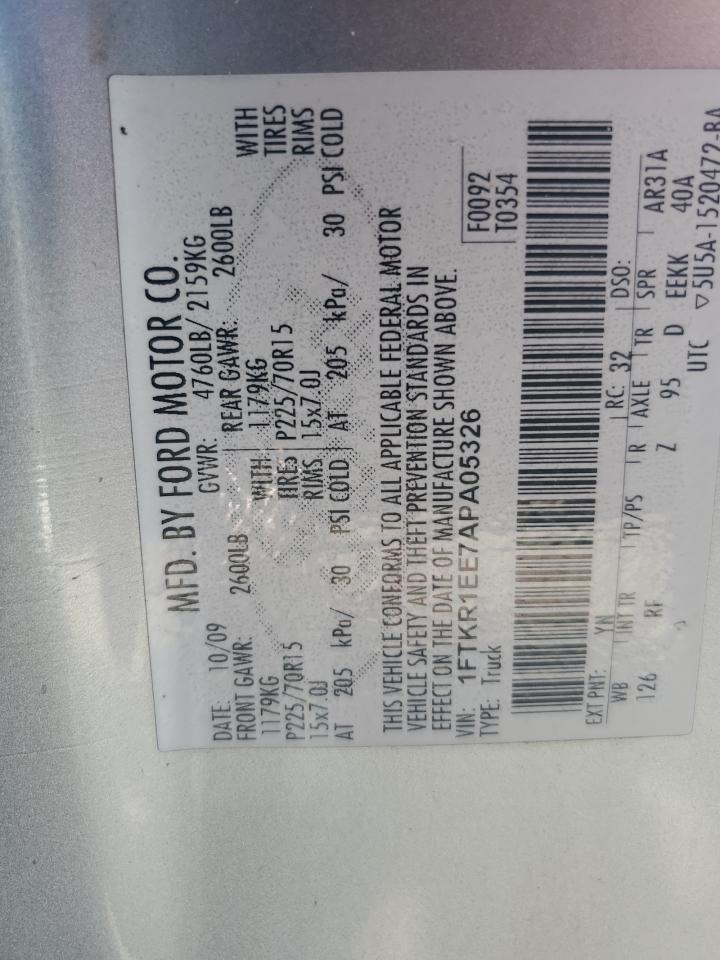 MFD. BY FORD MOTOR CO.
DATE: 10/09 GVWR: 4760LB/ 2159KG
FRONT GAWR: 2600LB REAR GAWR: 2600LB
1179KG WITH 1179KG WITH
P225/70R15 TIRES P225/70R15 TIRES
15x7.0J RIMS 15x7.0J RIMS
AT 205 kPa/ 30 PSI COLD AT 205 kPa/ 30 PSI COLD
THIS VEHICLE CONFORMS TO ALL APPLICABLE FEDERAL MOTOR
VEHICLE SAFETY AND THEFT PREVENTION STANDARDS IN
EFFECT ON THE DATE OF MANUFACTURE SHOWN ABOVE.
VIN: 1FTKR1EE7APA05326 F0092
TYPE: Truck T0354
EXT PNT: YN RC: 32 DSO:
WB INT TR TP/PS R AXLE TR SPR AR31A
126 RF Z 95 D EEKK 40A
UTC ▽5U5A-1520472-BA